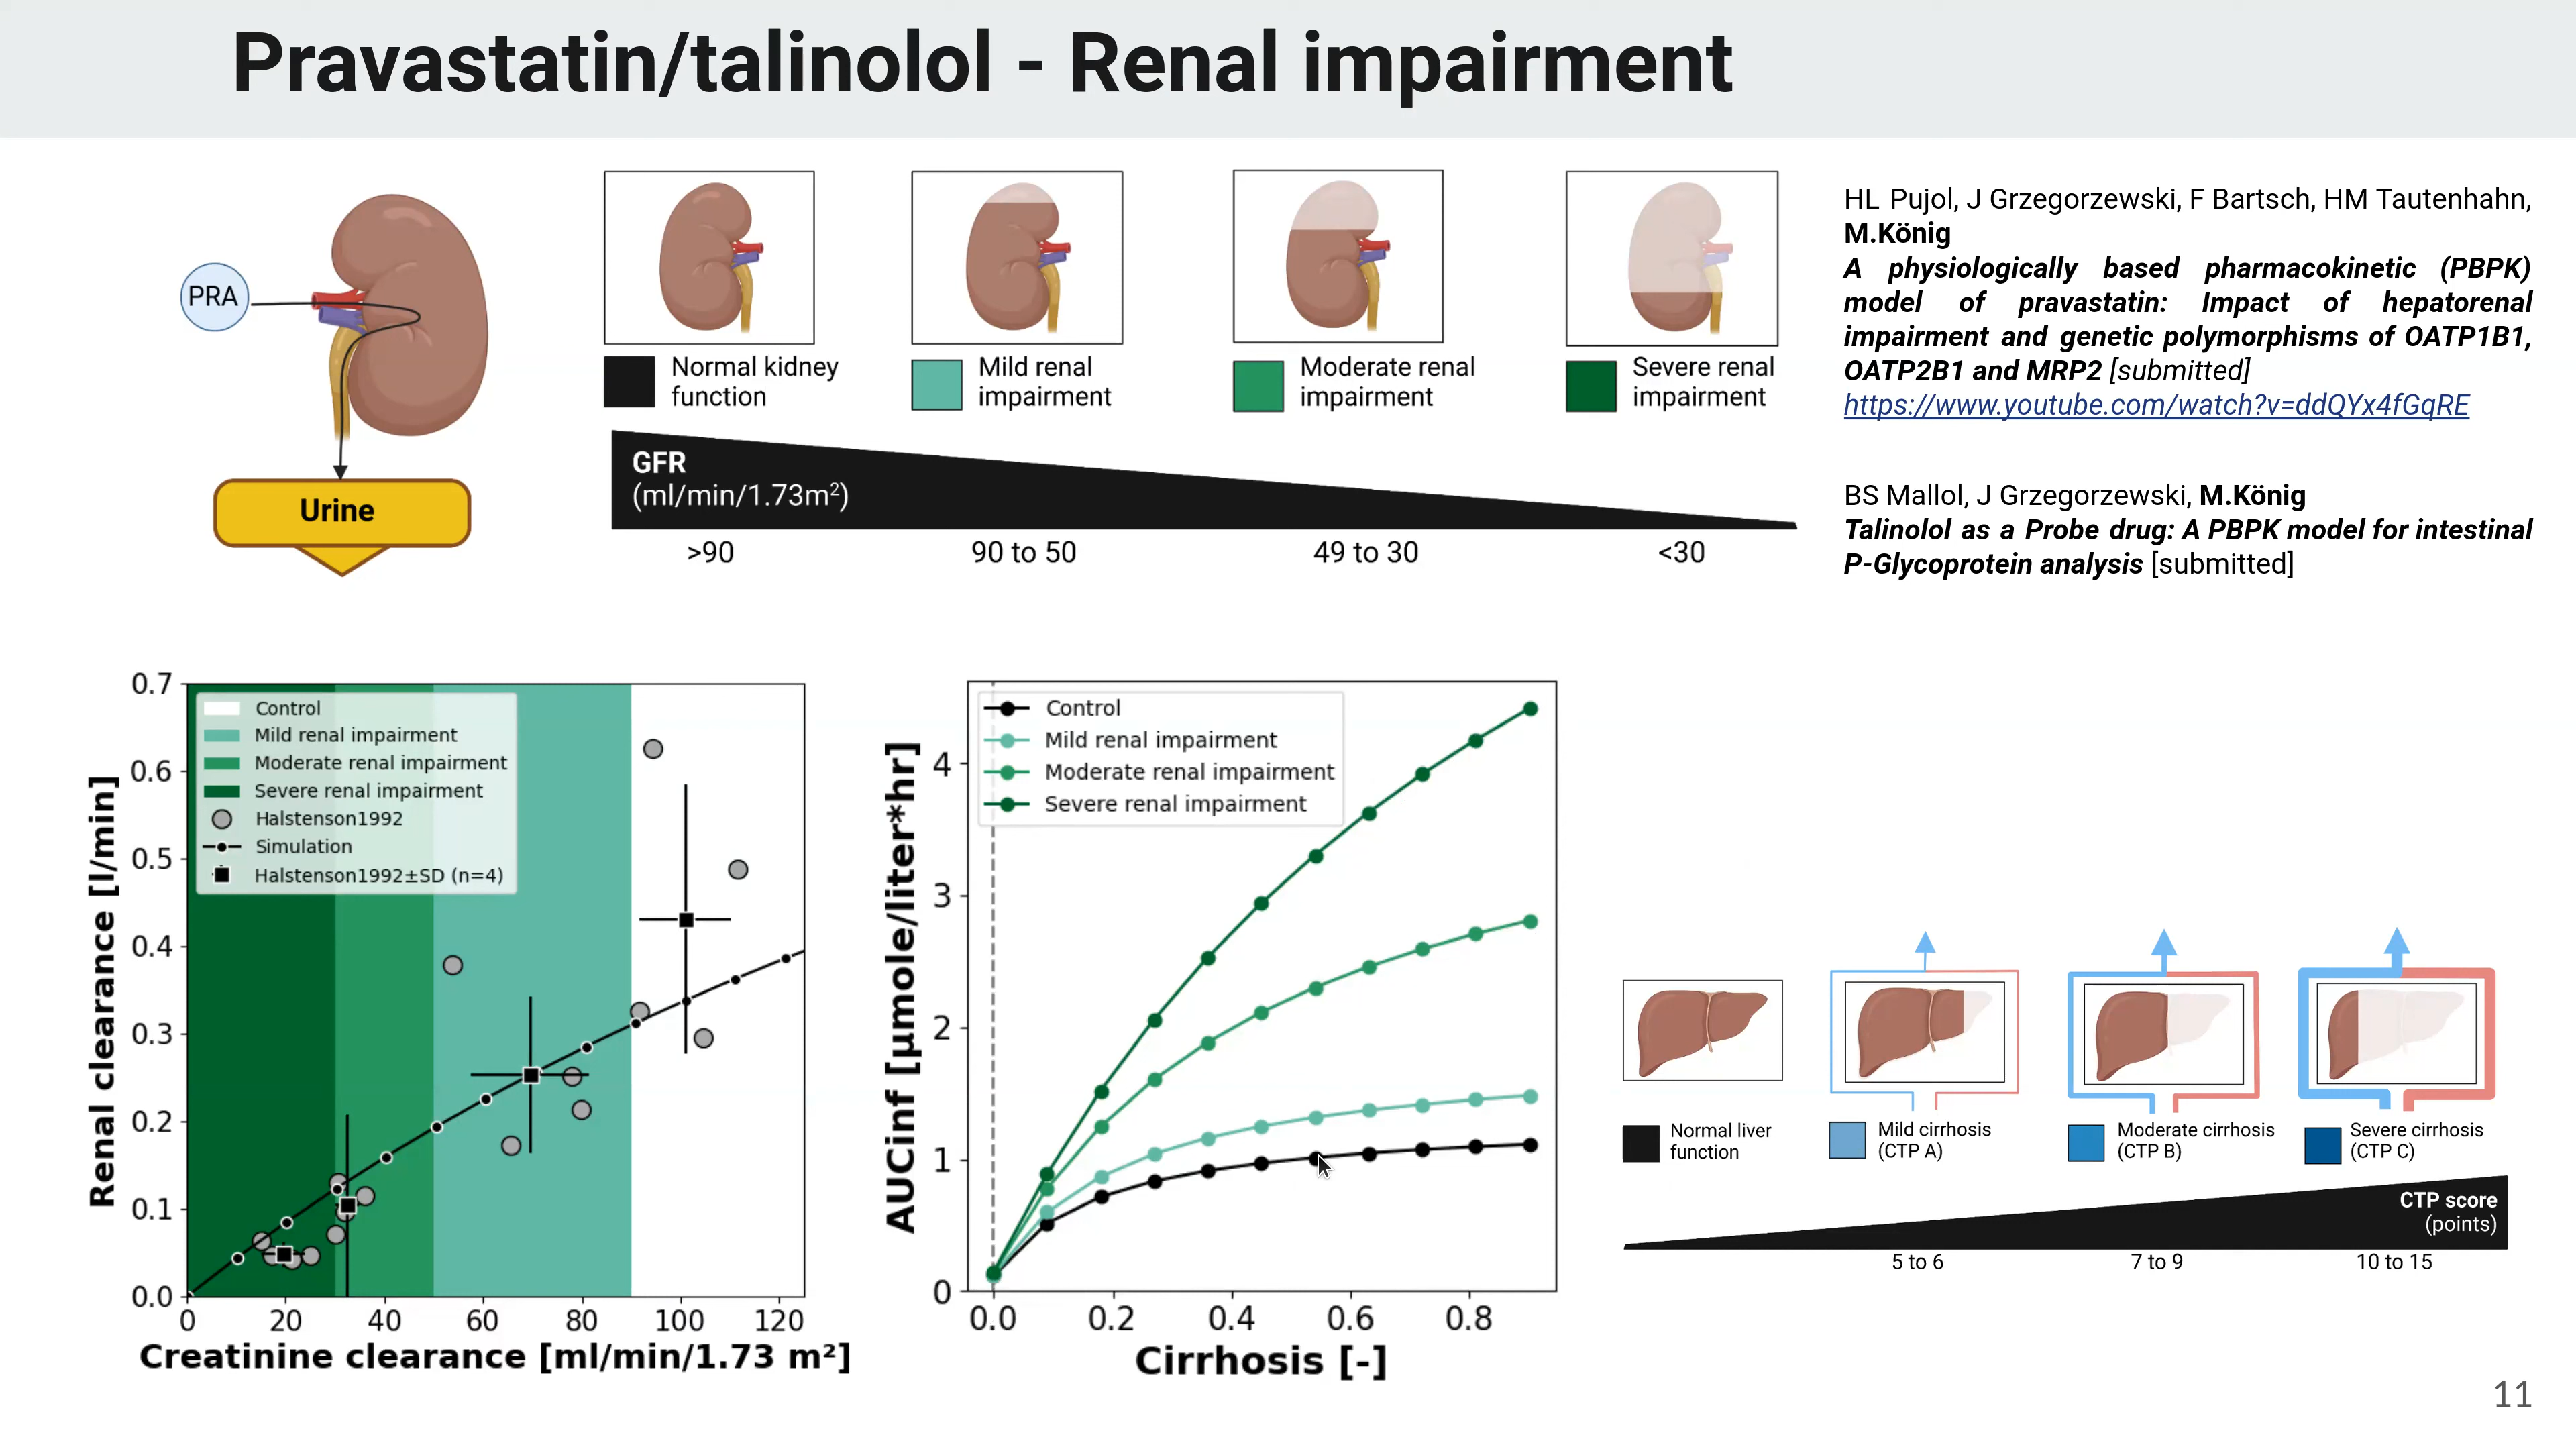 Pravastatin/talinolol - Renal impairment
PRA
Urine
Normal kidney
function
Mild renal
impairment
Moderate renal
impairment
Severe renal
impairment
GFR
(ml/min/1.73m²)
>90
90 to 50
49 to 30
<30
HL Pujol, J Grzegorzewski, F Bartsch, HM Tautenhahn,
M.König
A physiologically based pharmacokinetic (PBPK)
model of pravastatin: Impact of hepatorenal
impairment and genetic polymorphisms of OATP1B1,
OATP2B1 and MRP2 [submitted]
https://www.youtube.com/watch?v=ddQYx4fGqRE
BS Mallol, J Grzegorzewski, M.König
Talinolol as a Probe drug: A PBPK model for intestinal
P-Glycoprotein analysis [submitted]
Renal clearance [l/min]
0.7
0.6
0.5
0.4
0.3
0.2
0.1
0.0
Control
Mild renal impairment
Moderate renal impairment
Severe renal impairment
Halstenson1992
Simulation
Halstenson1992±SD (n=4)
0 20 40 60 80 100 120
Creatinine clearance [ml/min/1.73 m²]
AUCinf [µmole/liter*hr]
4
3
2
1
0
Control
Mild renal impairment
Moderate renal impairment
Severe renal impairment
0.0 0.2 0.4 0.6 0.8
Cirrhosis [-]
Normal liver
function
Mild cirrhosis
(CTP A)
Moderate cirrhosis
(CTP B)
Severe cirrhosis
(CTP C)
CTP score
(points)
5 to 6
7 to 9
10 to 15
11